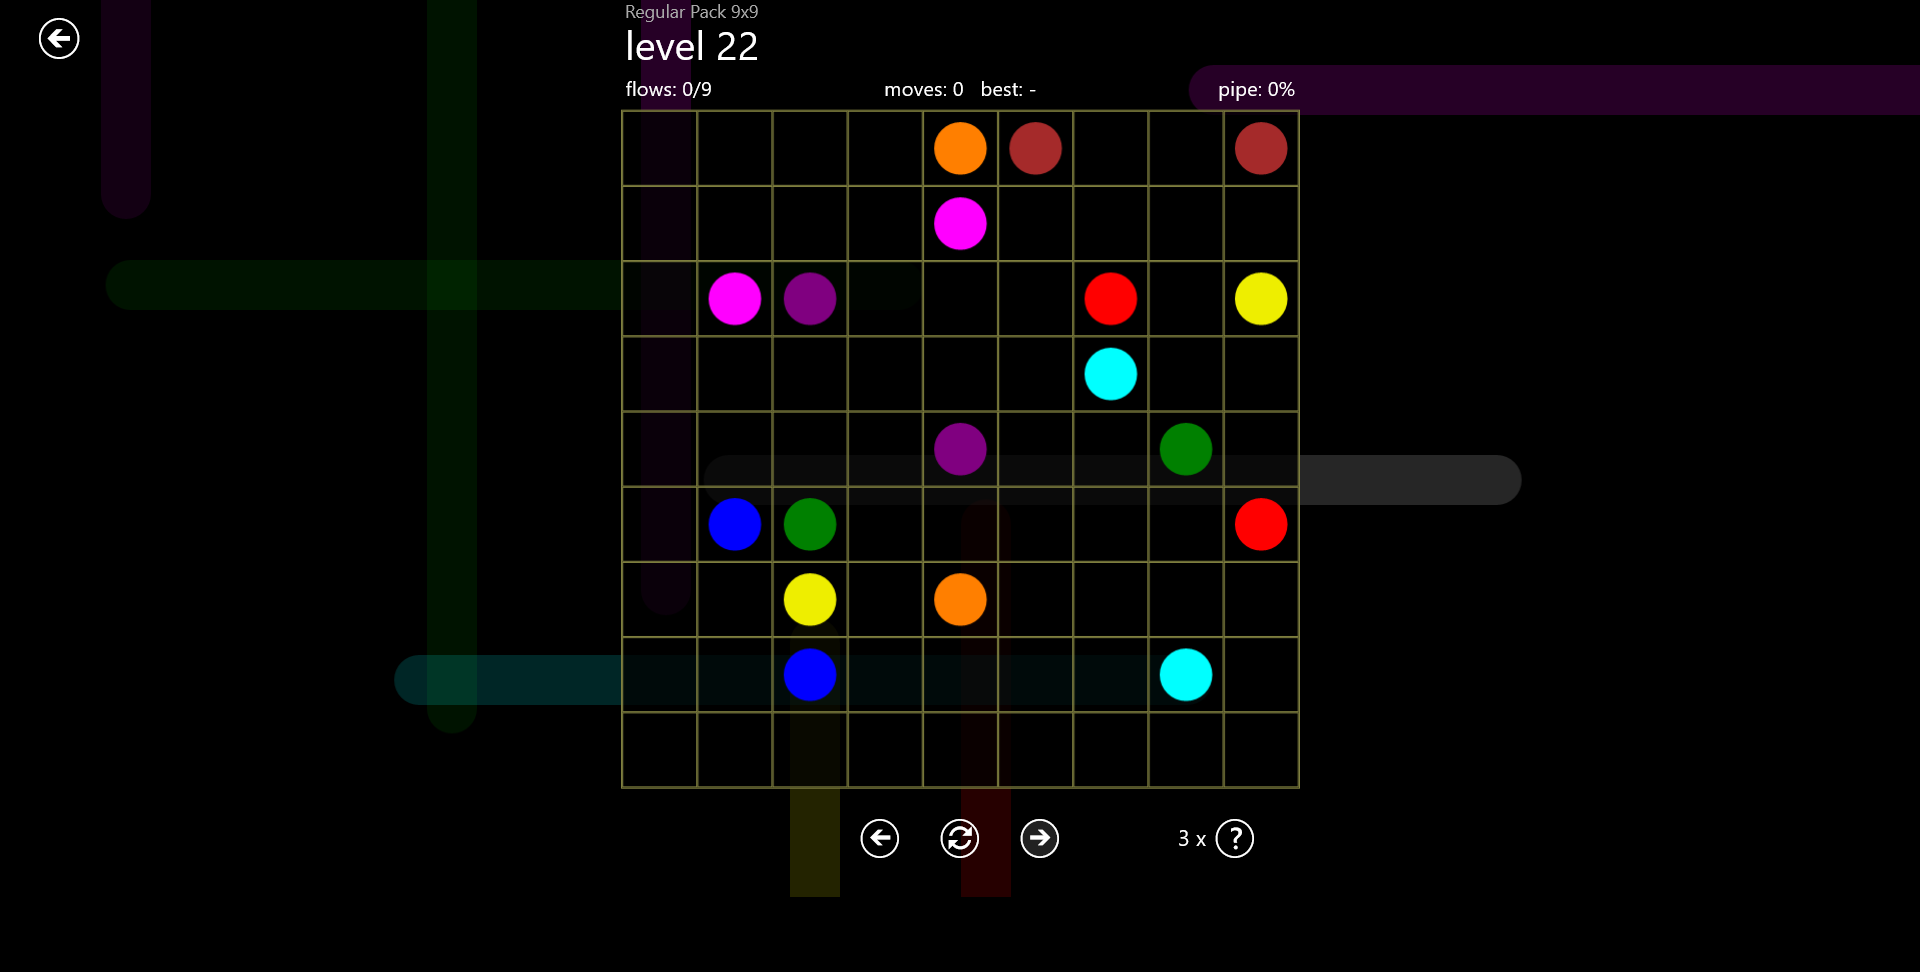 Regular Pack 9x9
level 22
flows: 0/9 moves: 0 best: - pipe: 0%
3 x ?